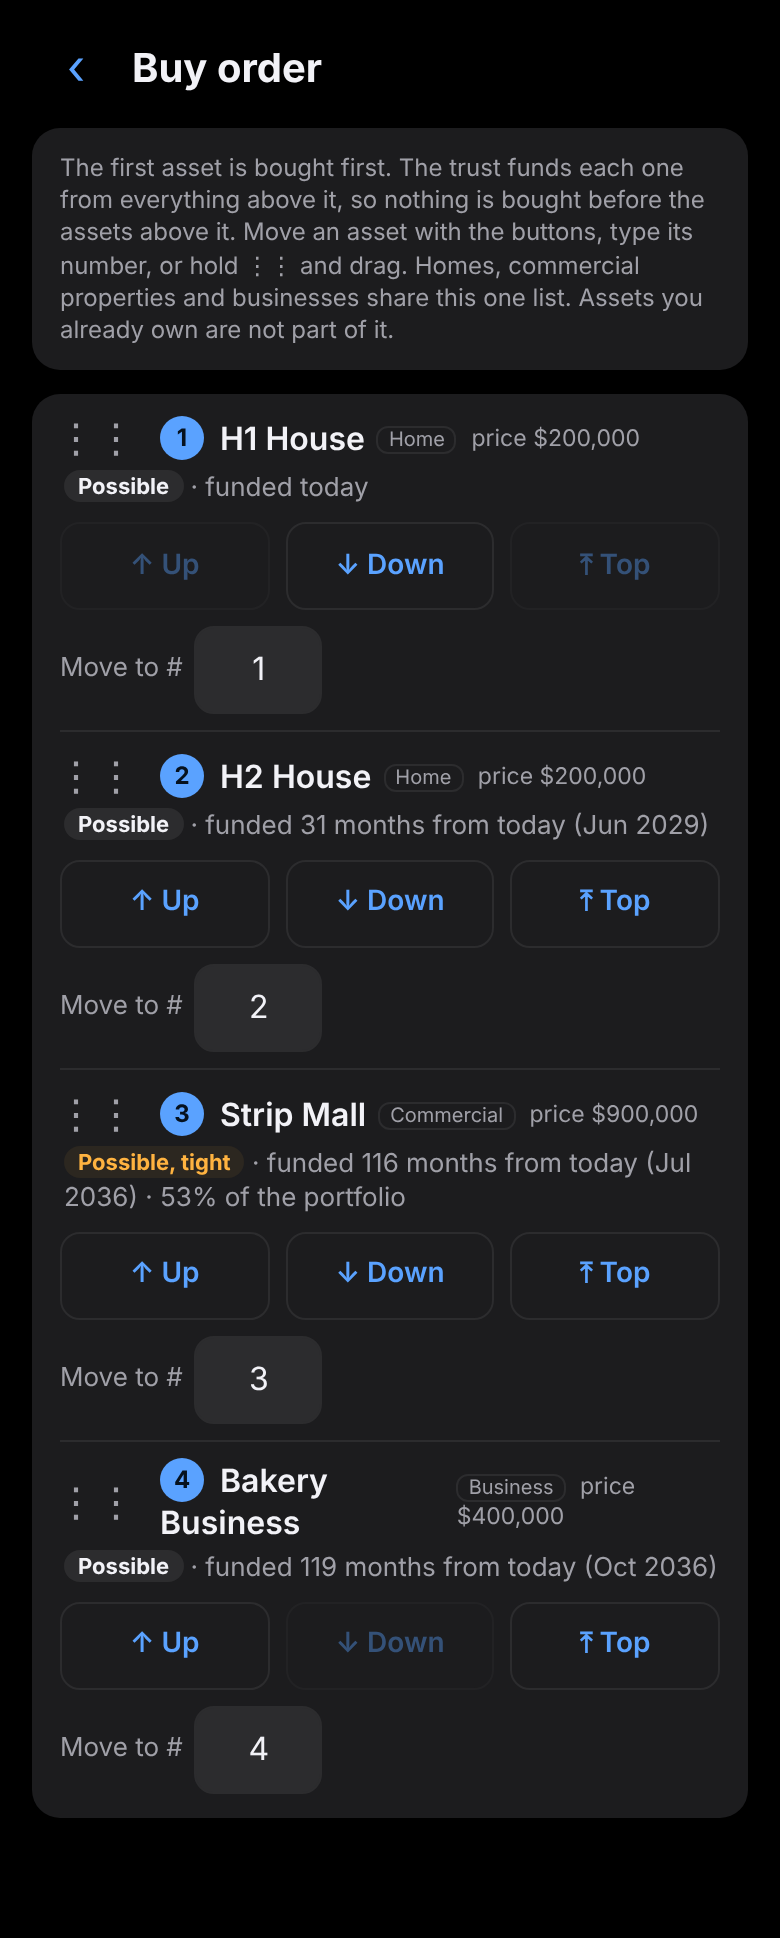 ‹ Buy order
The first asset is bought first. The trust funds each one
from everything above it, so nothing is bought before the
assets above it. Move an asset with the buttons, type its
number, or hold ⋮⋮ and drag. Homes, commercial
properties and businesses share this one list. Assets you
already own are not part of it.
⋮⋮ 1 H1 House Home price $200,000
Possible · funded today
↑ Up ↓ Down ⤒ Top
Move to # 1
⋮⋮ 2 H2 House Home price $200,000
Possible · funded 31 months from today (Jun 2029)
↑ Up ↓ Down ⤒ Top
Move to # 2
⋮⋮ 3 Strip Mall Commercial price $900,000
Possible, tight · funded 116 months from today (Jul
2036) · 53% of the portfolio
↑ Up ↓ Down ⤒ Top
Move to # 3
⋮⋮ 4 Bakery Business price
Business $400,000
Possible · funded 119 months from today (Oct 2036)
↑ Up ↓ Down ⤒ Top
Move to # 4